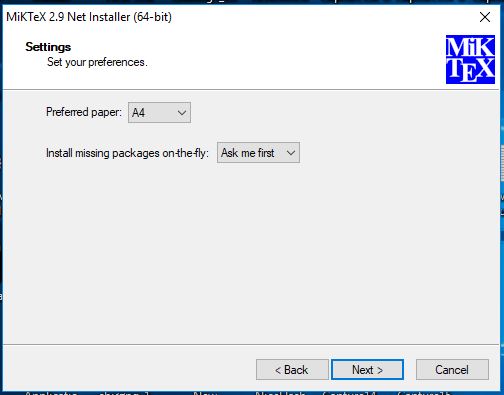 MiKTeX 2.9 Net Installer (64-bit)
Settings
Set your preferences.
MiK
TEX
Preferred paper: A4
Install missing packages on-the-fly: Ask me first
< Back Next > Cancel